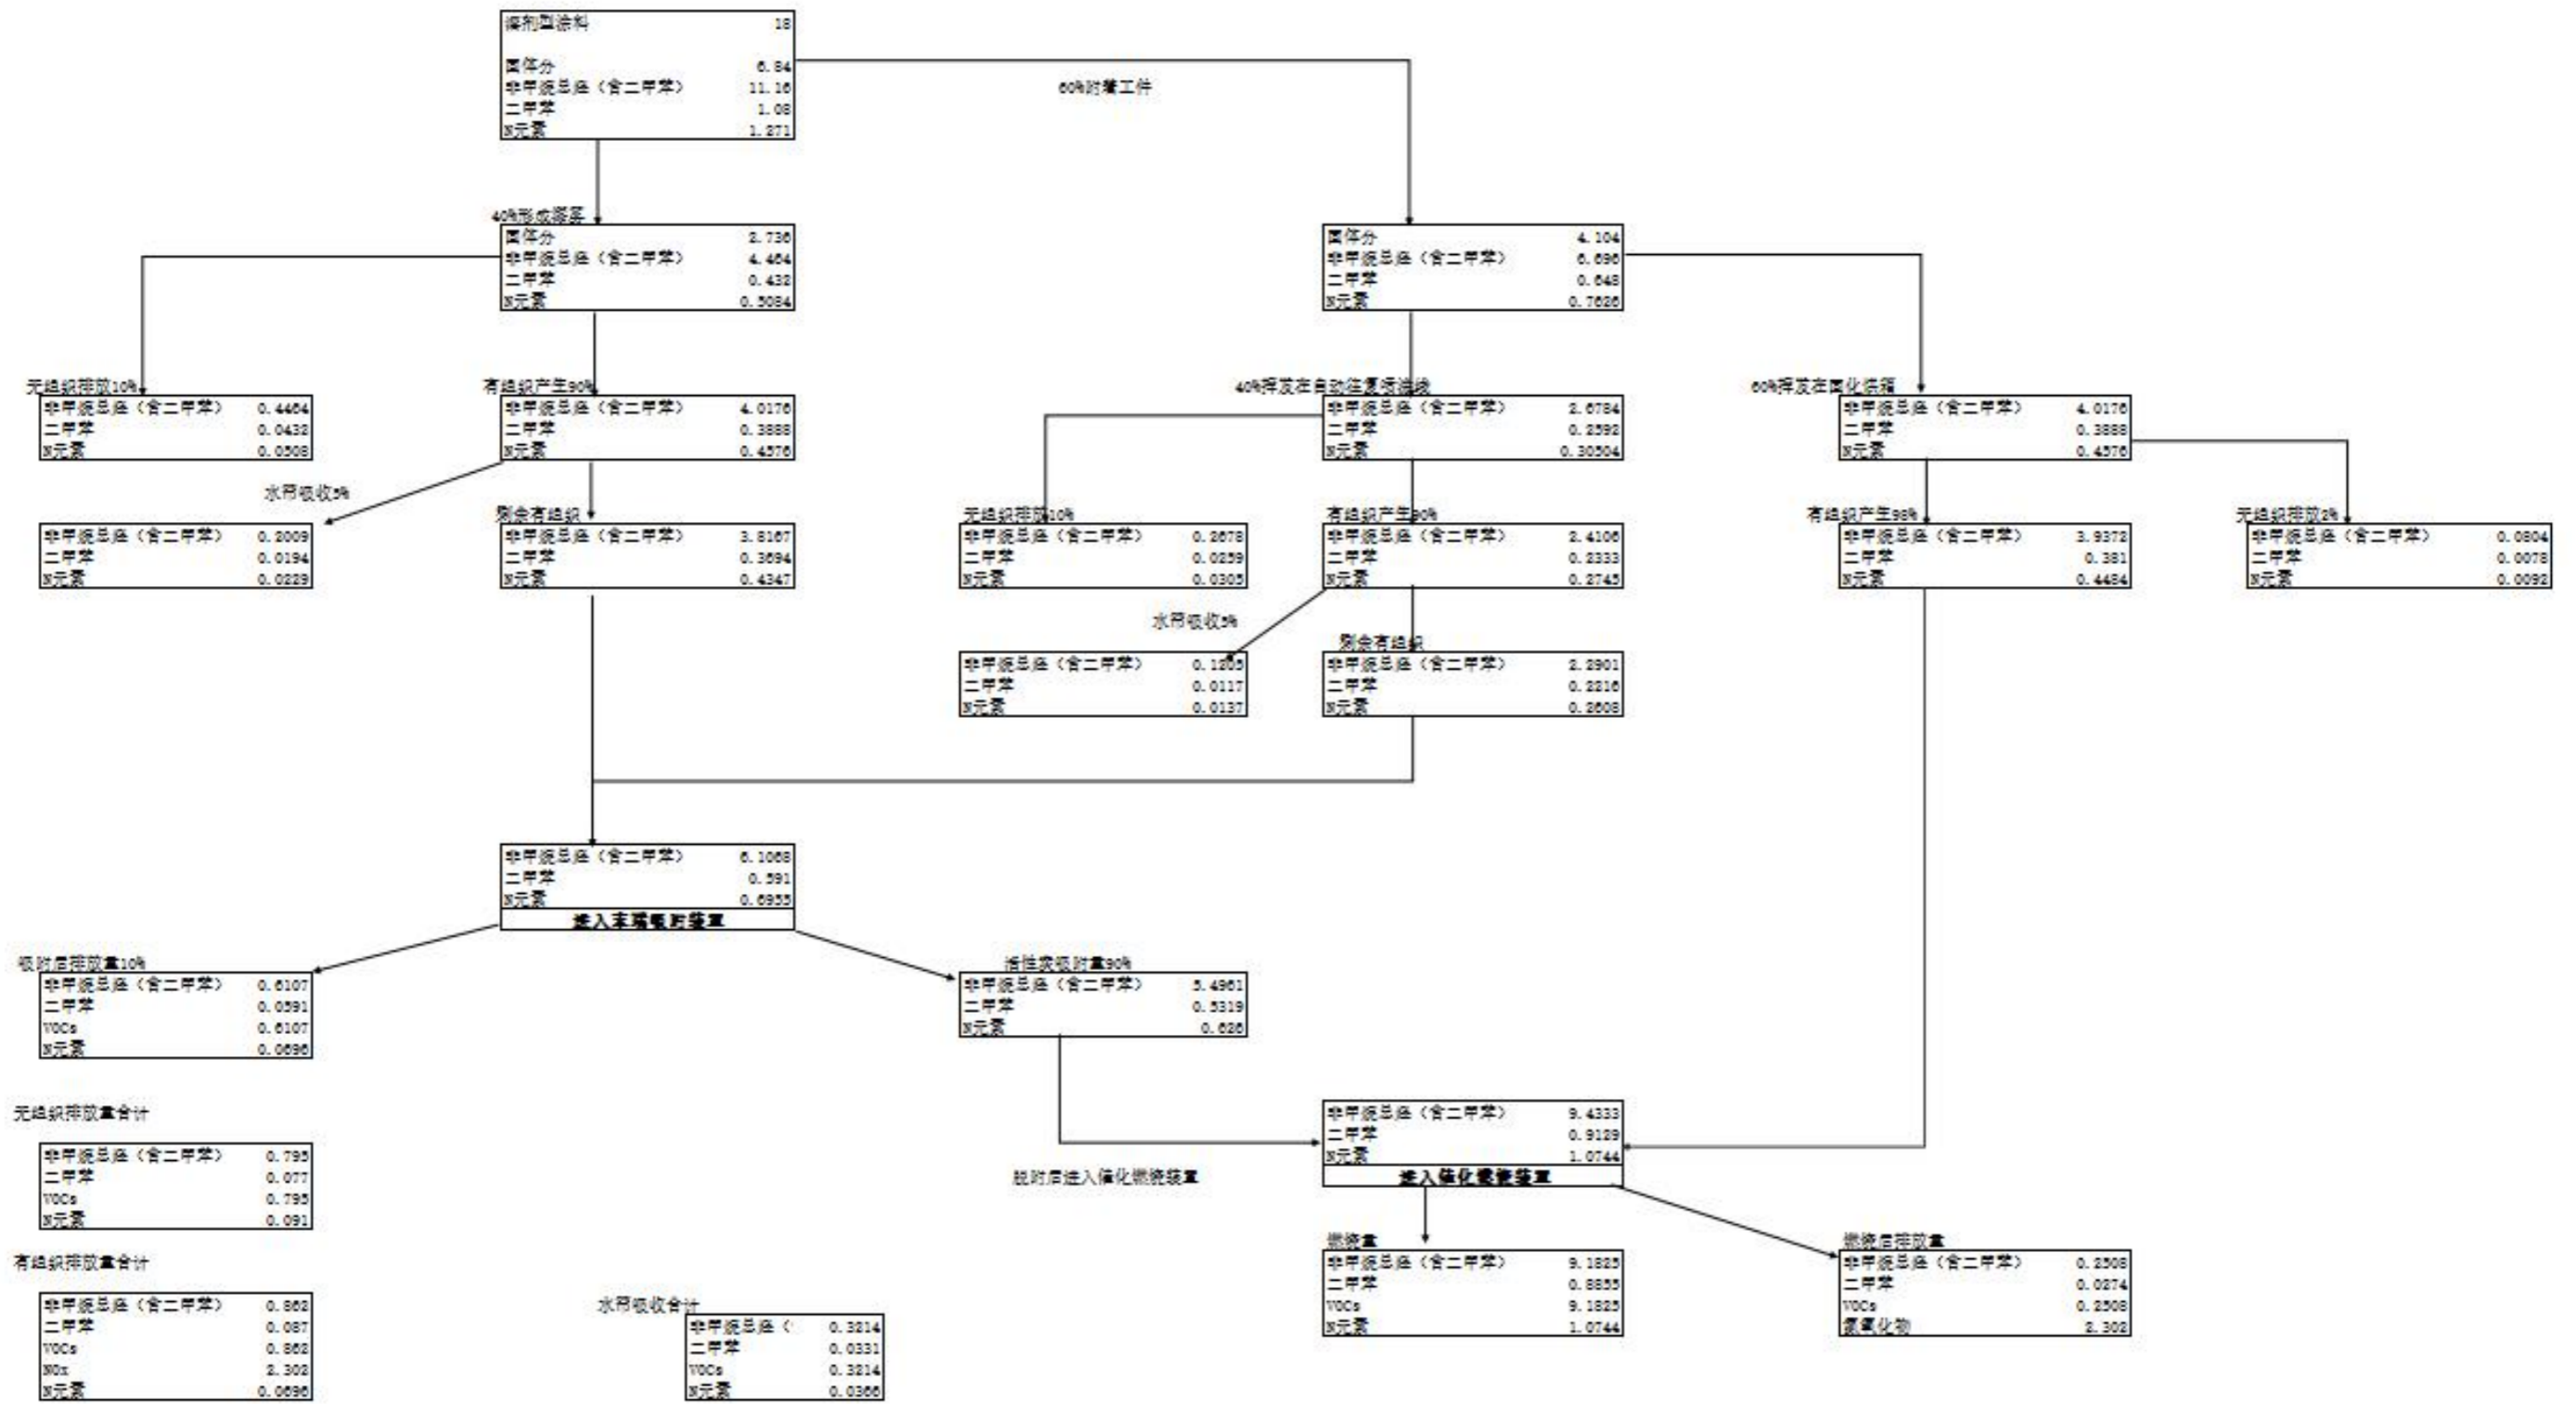 溶剂型涂料 18
固体分 6.84
非甲烷总烃（含二甲苯） 11.16
二甲苯 1.08
N元素 1.271
60%附着工件
40%形成漆雾
固体分 2.736
非甲烷总烃（含二甲苯） 4.464
二甲苯 0.432
N元素 0.5084
固体分 4.104
非甲烷总烃（含二甲苯） 6.696
二甲苯 0.648
N元素 0.7626
无组织排放10%
非甲烷总烃（含二甲苯） 0.4464
二甲苯 0.0432
N元素 0.0508
有组织产生90%
非甲烷总烃（含二甲苯） 4.0176
二甲苯 0.3888
N元素 0.4576
40%挥发在自动往复喷涂线
非甲烷总烃（含二甲苯） 2.6784
二甲苯 0.2592
N元素 0.30504
60%挥发在固化烘箱
非甲烷总烃（含二甲苯） 4.0176
二甲苯 0.3888
N元素 0.4576
水帘吸收5%
非甲烷总烃（含二甲苯） 0.2009
二甲苯 0.0194
N元素 0.0229
剩余有组织
非甲烷总烃（含二甲苯） 3.8167
二甲苯 0.3694
N元素 0.4347
无组织排放10%
非甲烷总烃（含二甲苯） 0.2678
二甲苯 0.0259
N元素 0.0305
有组织产生90%
非甲烷总烃（含二甲苯） 2.4106
二甲苯 0.2333
N元素 0.2745
有组织产生98%
非甲烷总烃（含二甲苯） 3.9372
二甲苯 0.381
N元素 0.4484
无组织排放2%
非甲烷总烃（含二甲苯） 0.0804
二甲苯 0.0078
N元素 0.0092
水帘吸收5%
非甲烷总烃（含二甲苯） 0.1205
二甲苯 0.0117
N元素 0.0137
剩余有组织
非甲烷总烃（含二甲苯） 2.2901
二甲苯 0.2216
N元素 0.2608
非甲烷总烃（含二甲苯） 6.1068
二甲苯 0.591
N元素 0.6955
进入末端吸附装置
吸附后排放量10%
非甲烷总烃（含二甲苯） 0.6107
二甲苯 0.0591
VOCs 0.6107
N元素 0.0696
活性炭吸附量90%
非甲烷总烃（含二甲苯） 5.4961
二甲苯 0.5319
N元素 0.626
无组织排放量合计
非甲烷总烃（含二甲苯） 0.795
二甲苯 0.077
VOCs 0.795
N元素 0.091
脱附后进入催化燃烧装置
非甲烷总烃（含二甲苯） 9.4333
二甲苯 0.9129
N元素 1.0744
进入催化燃烧装置
有组织排放量合计
非甲烷总烃（含二甲苯） 0.862
二甲苯 0.087
VOCs 0.862
NOx 2.302
N元素 0.0696
水帘吸收合计
非甲烷总烃（ 0.3214
二甲苯 0.0331
VOCs 0.3214
N元素 0.0366
燃烧量
非甲烷总烃（含二甲苯） 9.1825
二甲苯 0.8855
VOCs 9.1825
N元素 1.0744
燃烧后排放量
非甲烷总烃（含二甲苯） 0.2508
二甲苯 0.0274
VOCs 0.2508
氮氧化物 2.302